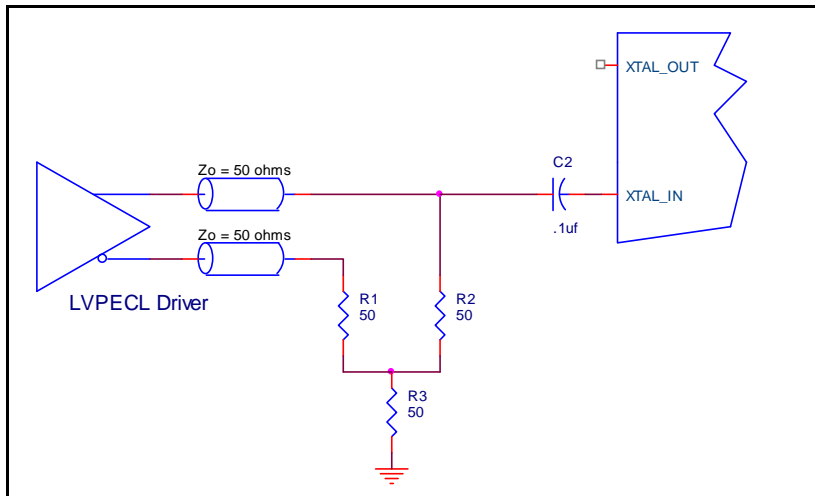 XTAL_OUT
Zo = 50 ohms
C2
.1uf
XTAL_IN
Zo = 50 ohms
LVPECL Driver
R1
50
R2
50
R3
50